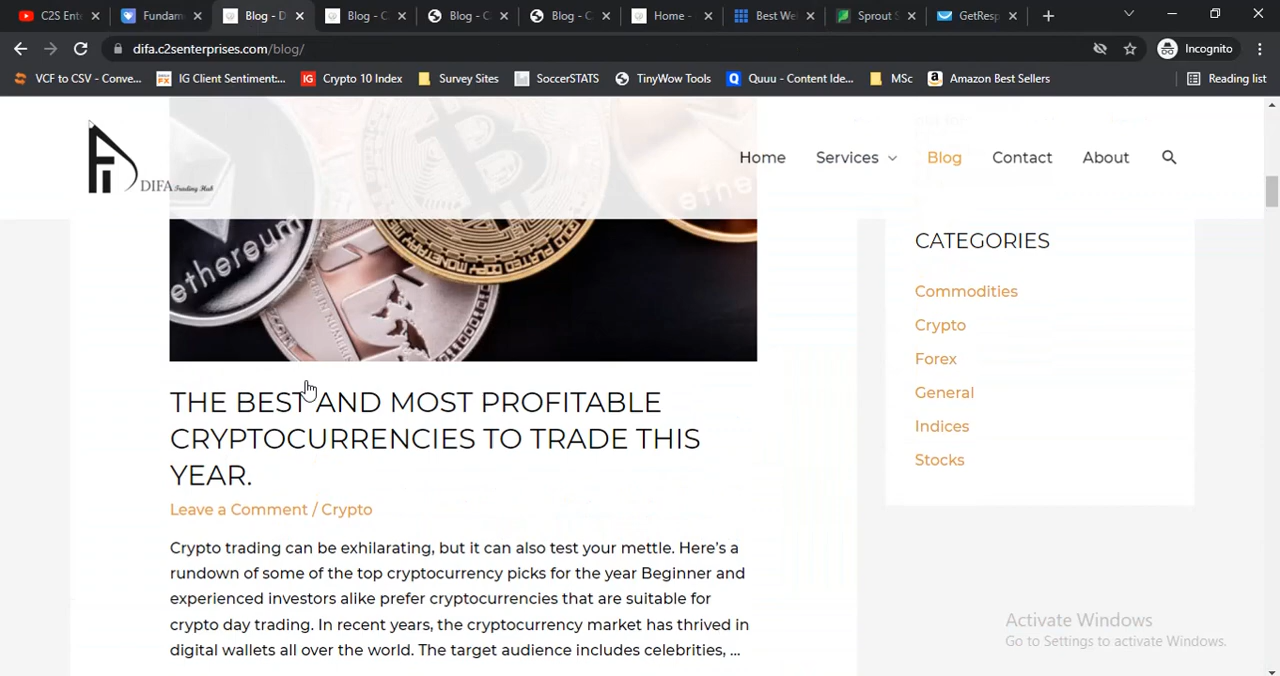 C2S Ente
Fundam
Blog - D
Blog - C
Blog - C
Blog - C
Home -
Best We
Sprout S
GetResp
difa.c2senterprises.com/blog/
Incognito
VCF to CSV - Conve...
IG Client Sentiment:...
Crypto 10 Index
Survey Sites
SoccerSTATS
TinyWow Tools
Quuu - Content Ide...
MSc
Amazon Best Sellers
Reading list
DIFA Trading Hub
Home
Services
Blog
Contact
About
ethereum
CATEGORIES
Commodities
Crypto
Forex
General
Indices
Stocks
THE BEST AND MOST PROFITABLE
CRYPTOCURRENCIES TO TRADE THIS
YEAR.
Leave a Comment / Crypto
Crypto trading can be exhilarating, but it can also test your mettle. Here's a
rundown of some of the top cryptocurrency picks for the year Beginner and
experienced investors alike prefer cryptocurrencies that are suitable for
crypto day trading. In recent years, the cryptocurrency market has thrived in
digital wallets all over the world. The target audience includes celebrities, ...
Activate Windows
Go to Settings to activate Windows.